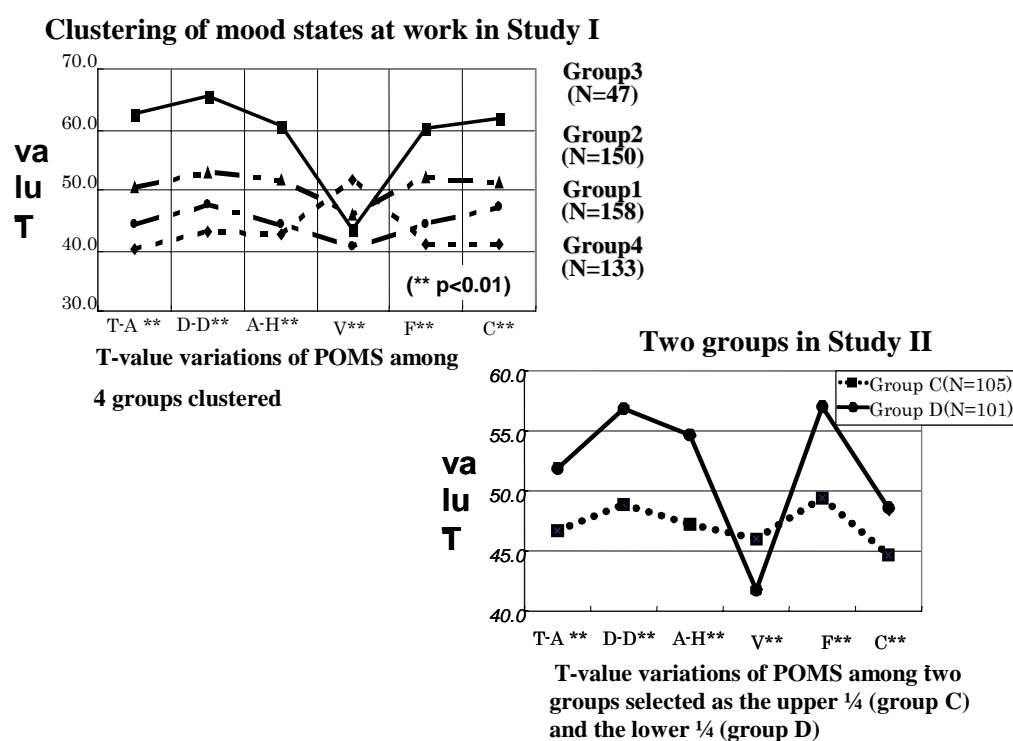 Clustering of mood states at work in Study I
70.0
60.0
50.0
40.0
30.0
va
lu
T
T-A ** D-D** A-H** V** F** C**
(** p<0.01)
Group3
(N=47)
Group2
(N=150)
Group1
(N=158)
Group4
(N=133)
T-value variations of POMS among
4 groups clustered
Two groups in Study II
60.0
55.0
50.0
45.0
40.0
va
lu
T
Group C(N=105)
Group D(N=101)
T-A ** D-D** A-H** V** F** C**
T-value variations of POMS among two
groups selected as the upper ¼ (group C)
and the lower ¼ (group D)